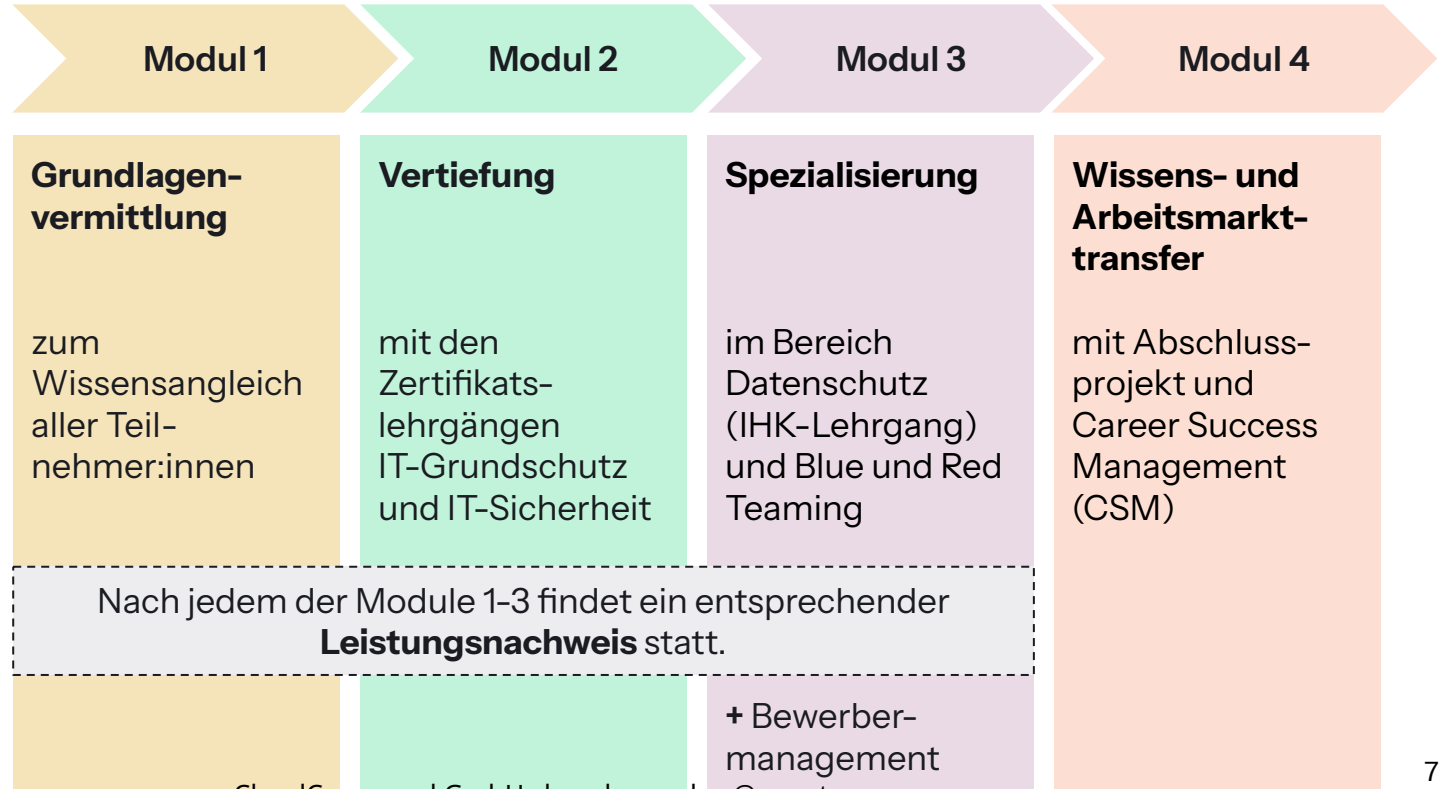 Modul 1
Modul 2
Modul 3
Modul 4
Grundlagen-
vermittlung
zum
Wissensangleich
aller Teil-
nehmer:innen
Vertiefung
mit den
Zertifikats-
lehrgängen
IT-Grundschutz
und IT-Sicherheit
Spezialisierung
im Bereich
Datenschutz
(IHK-Lehrgang)
und Blue und Red
Teaming
Wissens- und
Arbeitsmarkt-
transfer
mit Abschluss-
projekt und
Career Success
Management
(CSM)
Nach jedem der Module 1-3 findet ein entsprechender
Leistungsnachweis statt.
+ Bewerber-
management
7